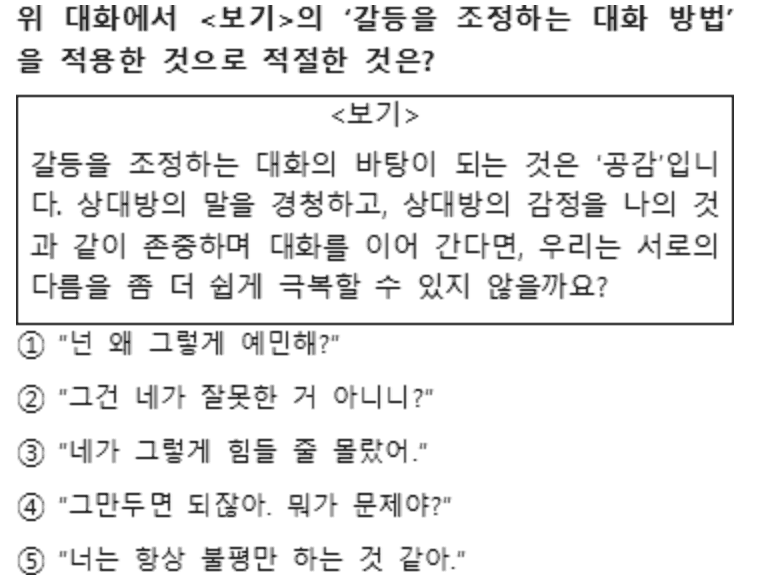 위 대화에서 <보기>의 ‘갈등을 조정하는 대화 방법’
을 적용한 것으로 적절한 것은?
<보기>
갈등을 조정하는 대화의 바탕이 되는 것은 ‘공감’입니
다. 상대방의 말을 경청하고, 상대방의 감정을 나의 것
과 같이 존중하며 대화를 이어 간다면, 우리는 서로의
다름을 좀 더 쉽게 극복할 수 있지 않을까요?
① "넌 왜 그렇게 예민해?"
② "그건 네가 잘못한 거 아니니?"
③ "네가 그렇게 힘들 줄 몰랐어."
④ "그만두면 되잖아. 뭐가 문제야?"
⑤ "너는 항상 불평만 하는 것 같아."